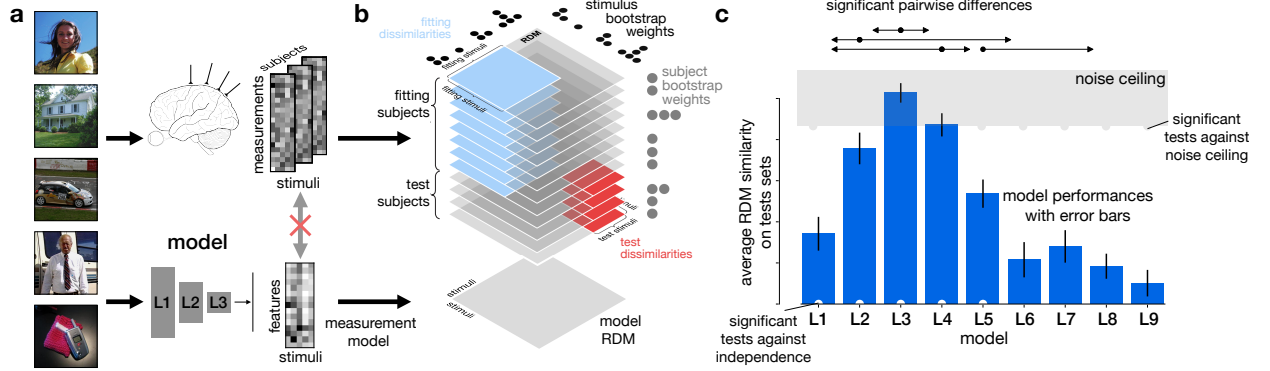 a
subjects
measurements
stimuli
model
L1
L2
L3
features
stimuli
measurement
model
b
fitting
dissimilarities
stimulus
bootstrap
weights
RDM
fitting stimuli
fitting stimuli
subject
bootstrap
weights
fitting
subjects
test
subjects
test stimuli
test
dissimilarities
stimuli
stimuli
model
RDM
c
significant pairwise differences
noise ceiling
significant
tests against
noise ceiling
average RDM similarity
on tests sets
model performances
with error bars
L1 L2 L3 L4 L5 L6 L7 L8 L9
model
significant
tests against
independence